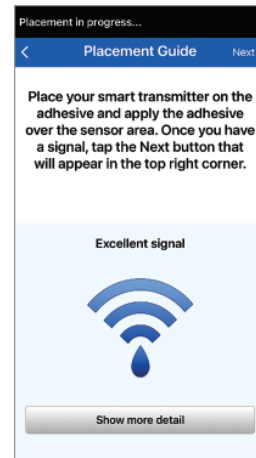 Placement in progress...
Placement Guide
Next
Place your smart transmitter on the
adhesive and apply the adhesive
over the sensor area. Once you have
a signal, tap the Next button that
will appear in the top right corner.
Excellent signal
Show more detail